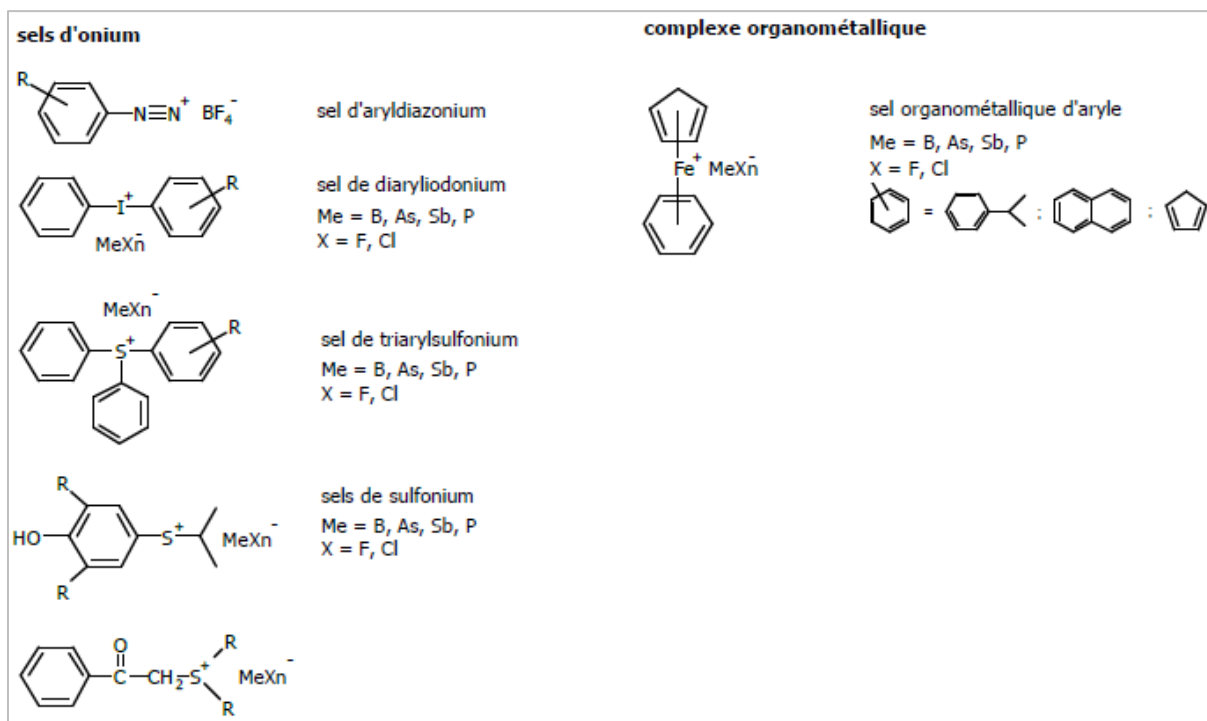 sels d'onium
R
N≡N⁺ BF₄⁻
sel d'aryldiazonium
I⁺
R
MeXn⁻
sel de diaryliodonium
Me = B, As, Sb, P
X = F, Cl
MeXn⁻
S⁺
R
sel de triarylsulfonium
Me = B, As, Sb, P
X = F, Cl
R
HO
S⁺
MeXn⁻
R
sels de sulfonium
Me = B, As, Sb, P
X = F, Cl
O
C—CH₂—S⁺
R
R
MeXn⁻
complexe organométallique
Fe⁺ MeXn⁻
sel organométallique d'aryle
Me = B, As, Sb, P
X = F, Cl
= ; ;